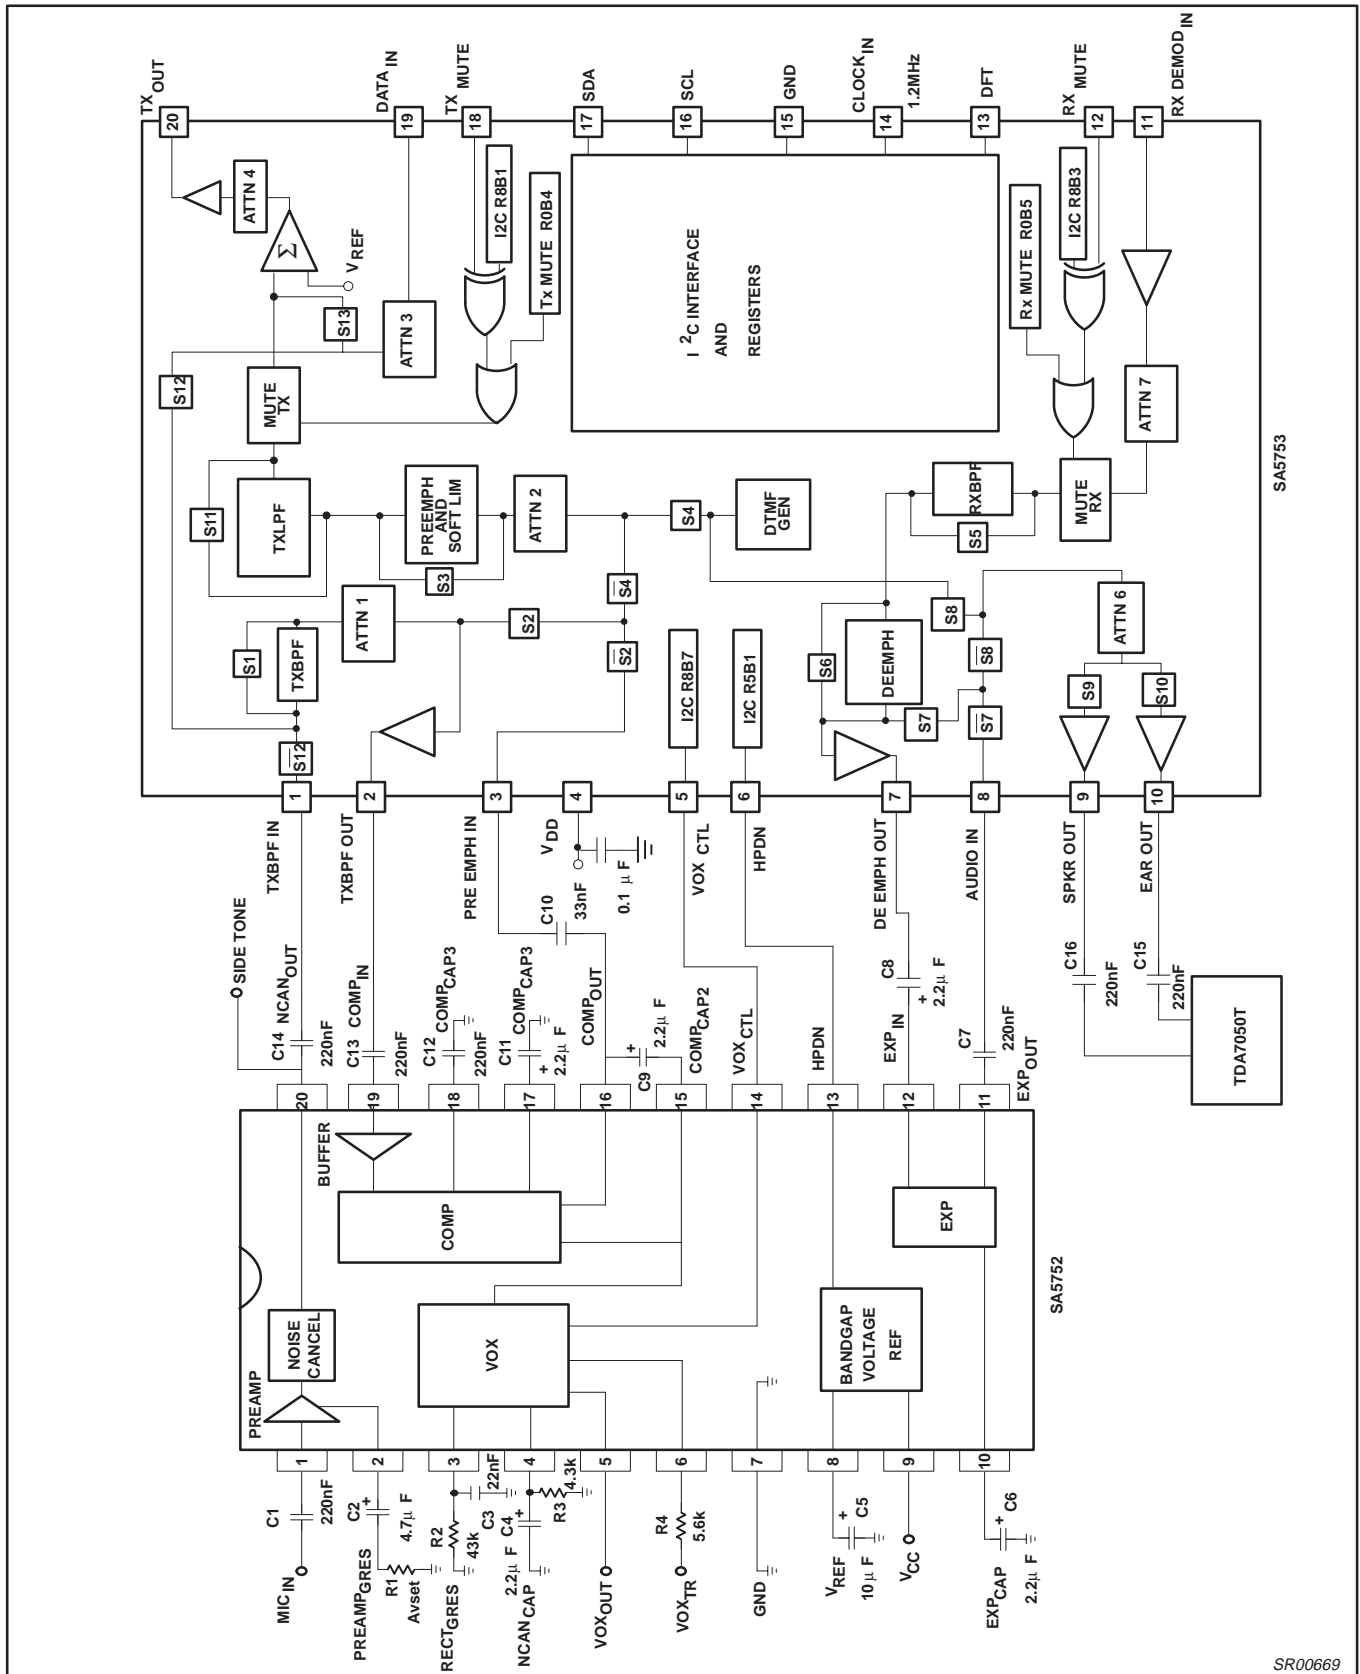 TX OUT
20
DATA IN
19
TX MUTE
18
SDA
17
SCL
16
GND
15
CLOCK IN
1.2MHz
14
DFT
13
RX MUTE
12
RX DEMOD IN
11
ATTN 4
Σ
V REF
S13
ATTN 3
I2C R8B1
Tx MUTE R0B4
S12
MUTE TX
I 2 C INTERFACE
AND
REGISTERS
Rx MUTE R0B5
I2C R8B3
ATTN 7
SA5753
S11
TXLPF
PREEMPH
AND
SOFT LIM
S3
ATTN 2
S4
DTMF
GEN
RXBPF
S5
MUTE
RX
S1
TXBPF
ATTN 1
S2
S4
S2
I2C R8B7
I2C R5B1
S6
DEEMPH
S7
S8
S8
S7
ATTN 6
S9
S10
S12
1
2
3
4
5
6
7
8
9
10
TXBPF IN
TXBPF OUT
PRE EMPH IN
V DD
VOX CTL
HPDN
DE EMPH OUT
AUDIO IN
SPKR OUT
EAR OUT
0.1 μ F
C10
33nF
SIDE TONE
C14
220nF
NCAN OUT
C13
220nF
COMP IN
C12
220nF
COMP CAP3
C11
+ 2.2μ F
COMP CAP3
COMP OUT
C9
+
2.2μ F
COMP CAP2
VOX CTL
HPDN
C8
+ 2.2μ F
EXP IN
C7
220nF
EXP OUT
C16
220nF
C15
220nF
TDA7050T
20
19
18
17
16
15
14
13
12
11
BUFFER
COMP
EXP
SA5752
NOISE
CANCEL
PREAMP
VOX
BANDGAP
VOLTAGE
REF
1
2
3
4
5
6
7
8
9
10
C1
220nF
MIC IN
C2
+
4.7μ F
PREAMP GRES
R1
Avset
R2
43k
RECT GRES
22nF
C3
C4
+
2.2μ F
NCAN CAP
R3
4.3k
VOX OUT
R4
5.6k
VOX TR
GND
V REF
10 μ F
+
C5
V CC
EXP CAP
+
C6
2.2μ F
SR00669